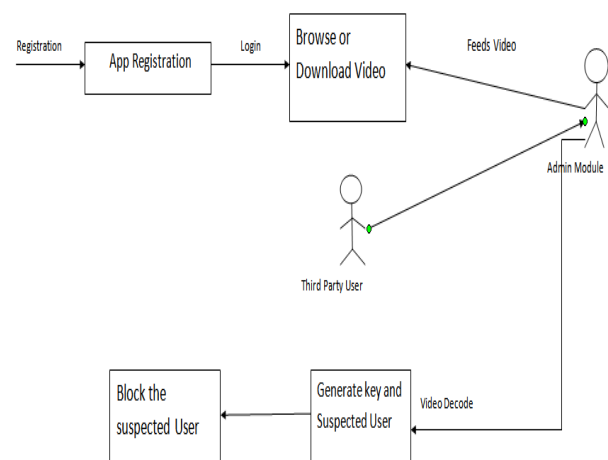 Registration
App Registration
Login
Browse or
Download Video
Feeds Video
Admin Module
Third Party User
Block the
suspected User
Generate key and
Suspected User
Video Decode